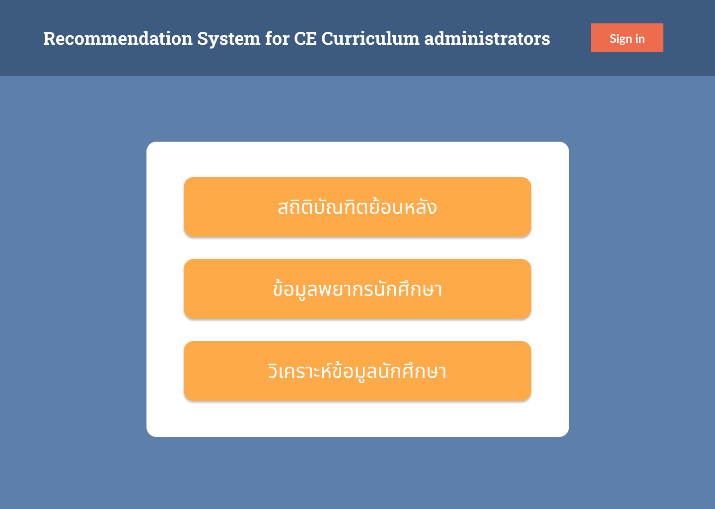 Recommendation System for CE Curriculum administrators
Sign in
สถิติบัณฑิตย้อนหลัง
ข้อมูลพยากรนักศึกษา
วิเคราะห์ข้อมูลนักศึกษา